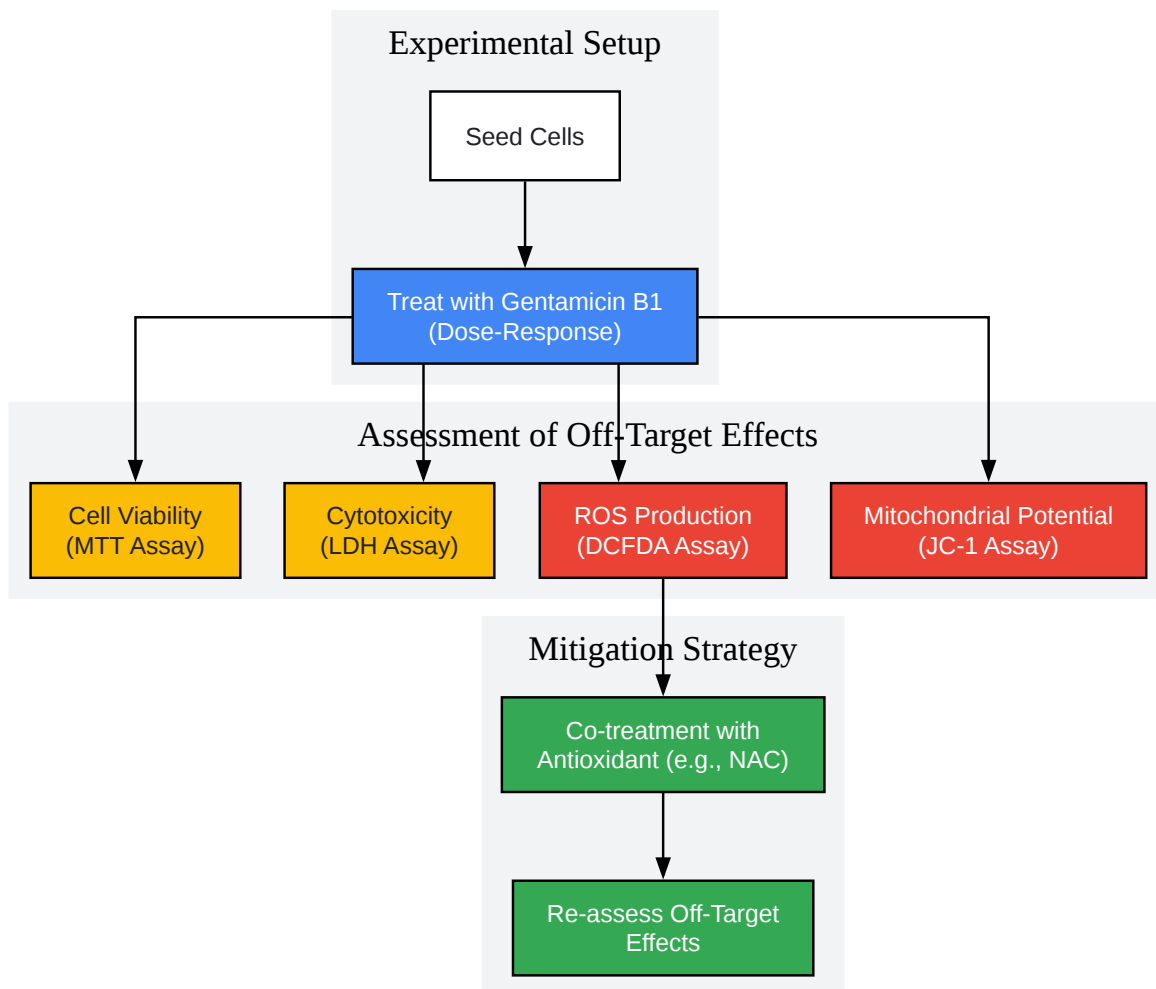 Experimental Setup
Seed Cells
Treat with Gentamicin B1
(Dose-Response)
Assessment of Off-Target Effects
Cell Viability
(MTT Assay)
Cytotoxicity
(LDH Assay)
ROS Production
(DCFDA Assay)
Mitochondrial Potential
(JC-1 Assay)
Mitigation Strategy
Co-treatment with
Antioxidant (e.g., NAC)
Re-assess Off-Target
Effects